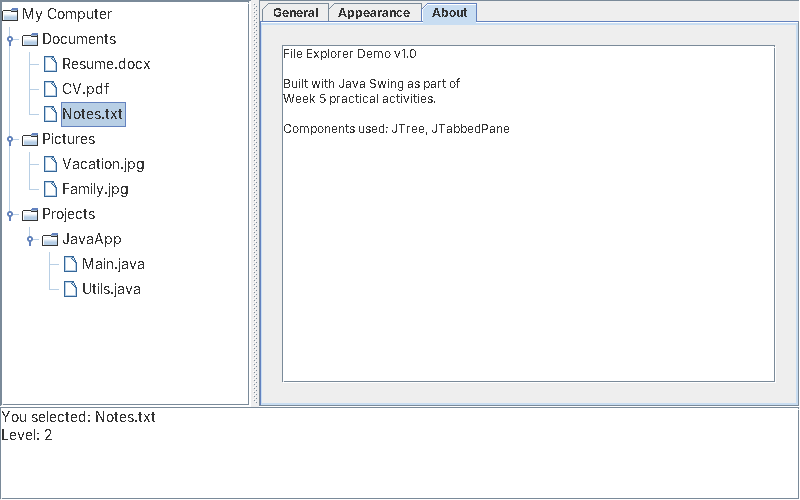 My Computer
Documents
Resume.docx
CV.pdf
Notes.txt
Pictures
Vacation.jpg
Family.jpg
Projects
JavaApp
Main.java
Utils.java
General Appearance About
File Explorer Demo v1.0
Built with Java Swing as part of
Week 5 practical activities.
Components used: JTree, JTabbedPane
You selected: Notes.txt
Level: 2